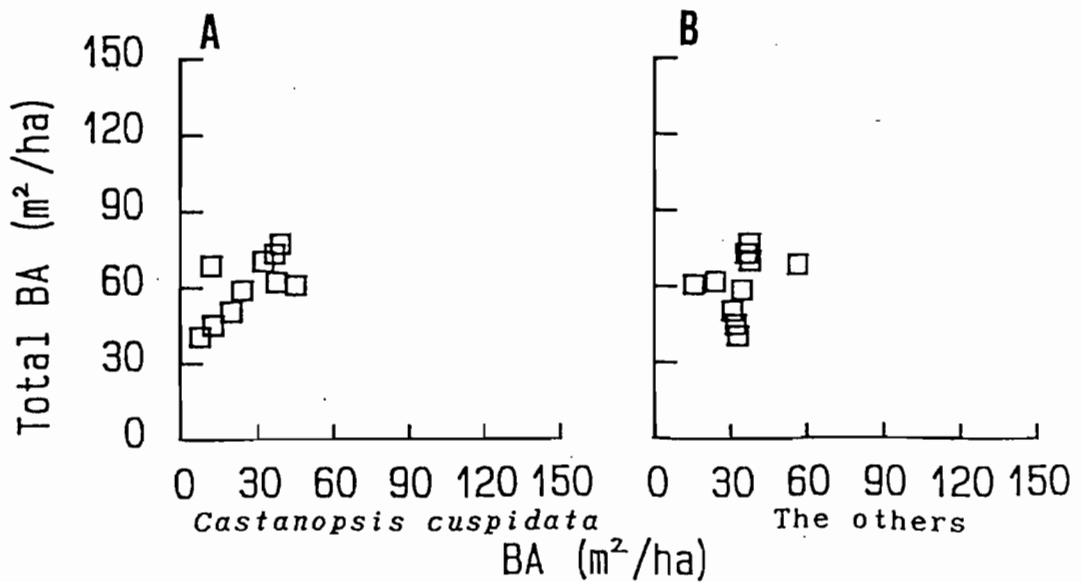 A
B
Total BA (m²/ha)
150
120
90
60
30
0
0 30 60 90 120 150
0 30 60 90 120 150
Castanopsis cuspidata
The others
BA (m²/ha)